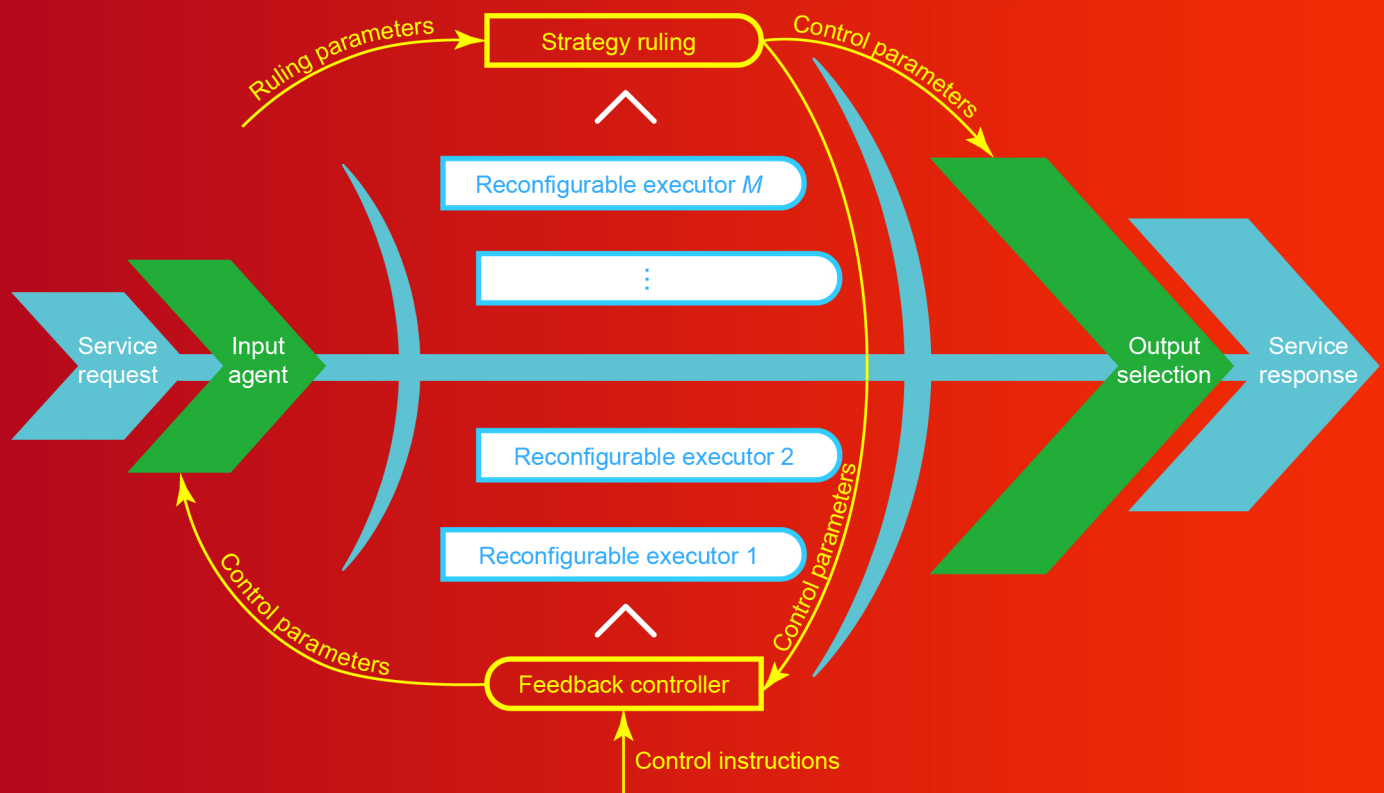 Ruling parameters
Strategy ruling
Control parameters
Reconfigurable executor M
⋮
Service
request
Input
agent
Output
selection
Service
response
Reconfigurable executor 2
Reconfigurable executor 1
Control parameters
Control parameters
Feedback controller
Control instructions